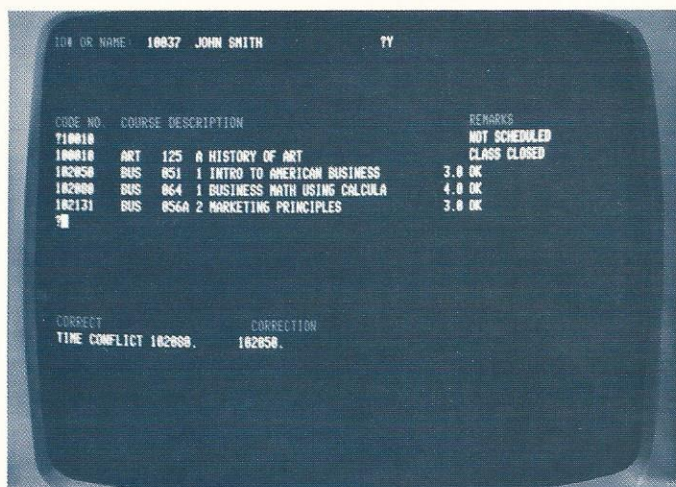 ID# OR NAME: 10037 JOHN SMITH ?Y
CODE NO. COURSE DESCRIPTION REMARKS
?10010 NOT SCHEDULED
100010 ART 125 A HISTORY OF ART CLASS CLOSED
102050 BUS 051 1 INTRO TO AMERICAN BUSINESS 3.0 OK
102080 BUS 064 1 BUSINESS MATH USING CALCULA 4.0 OK
102131 BUS 056A 2 MARKETING PRINCIPLES 3.0 OK
?
CORRECT CORRECTION
TIME CONFLICT 102080. 102050.